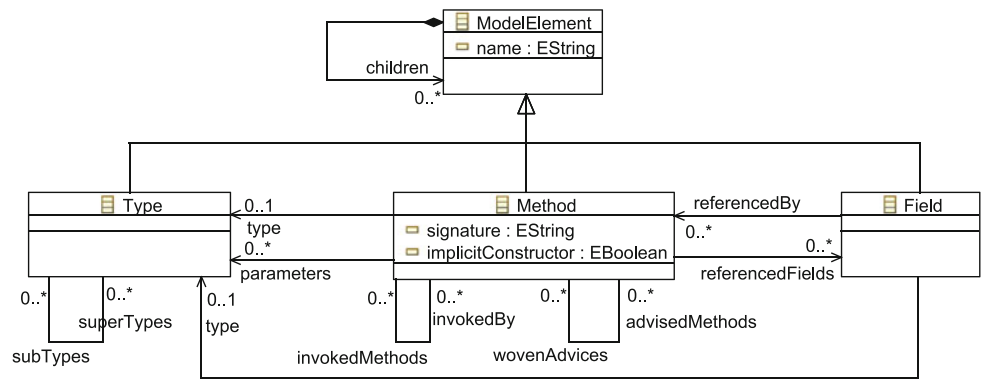 ModelElement
name : EString
children
0..*
Type
0..1
type
0..*
parameters
Method
signature : EString
implicitConstructor : EBoolean
referencedBy
0..*
0..*
referencedFields
Field
0..*
0..*
superTypes
subTypes
0..1
type
0..*
0..*
invokedBy
invokedMethods
0..*
0..*
advisedMethods
wovenAdvices